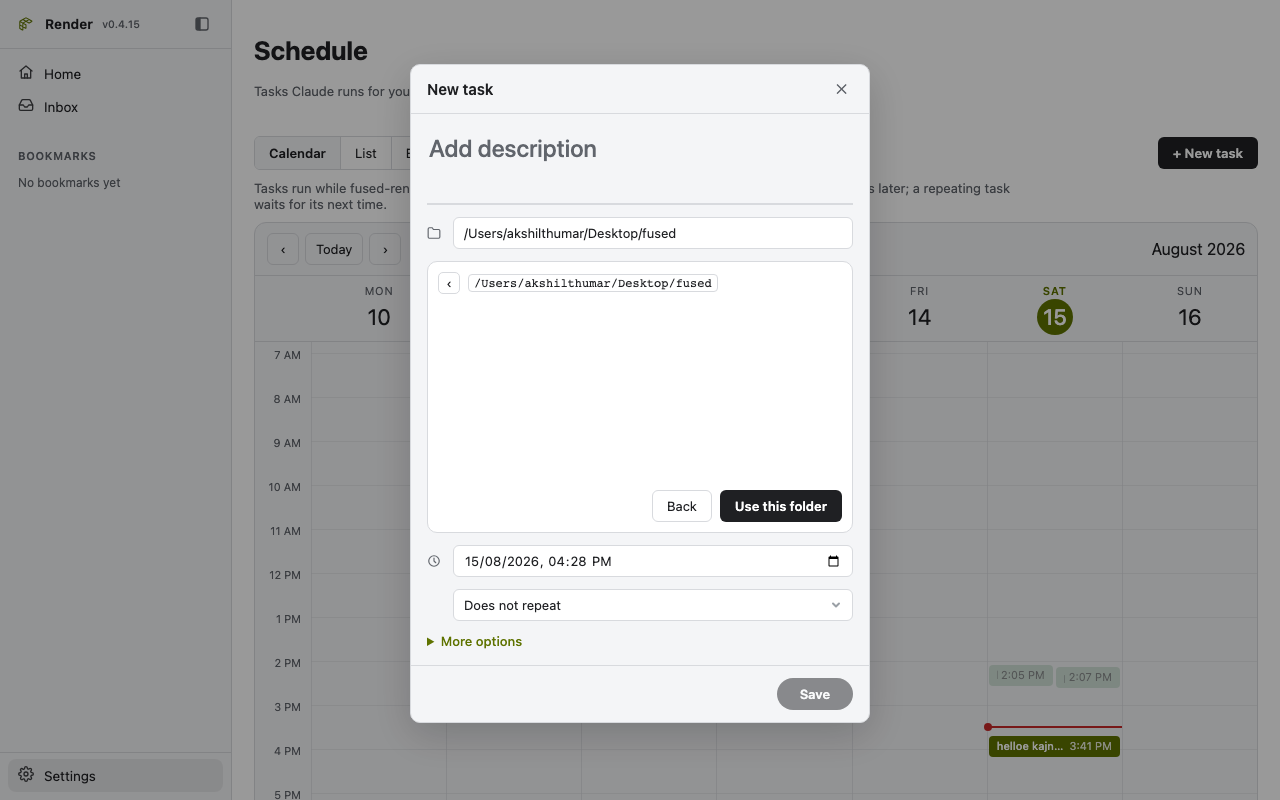 Render v0.4.15
Home
Inbox
BOOKMARKS
No bookmarks yet
Settings
Schedule
Tasks Claude runs for you
Calendar List
+ New task
Tasks run while fused-ren
s later; a repeating task
waits for its next time.
‹ Today ›
August 2026
MON
10
FRI
14
SAT
15
SUN
16
7 AM
8 AM
9 AM
10 AM
11 AM
12 PM
1 PM
2 PM
3 PM
4 PM
5 PM
2:05 PM
2:07 PM
helloe kajn... 3:41 PM
New task
Add description
/Users/akshilthumar/Desktop/fused
‹ /Users/akshilthumar/Desktop/fused
Back Use this folder
15/08/2026, 04:28 PM
Does not repeat
More options
Save